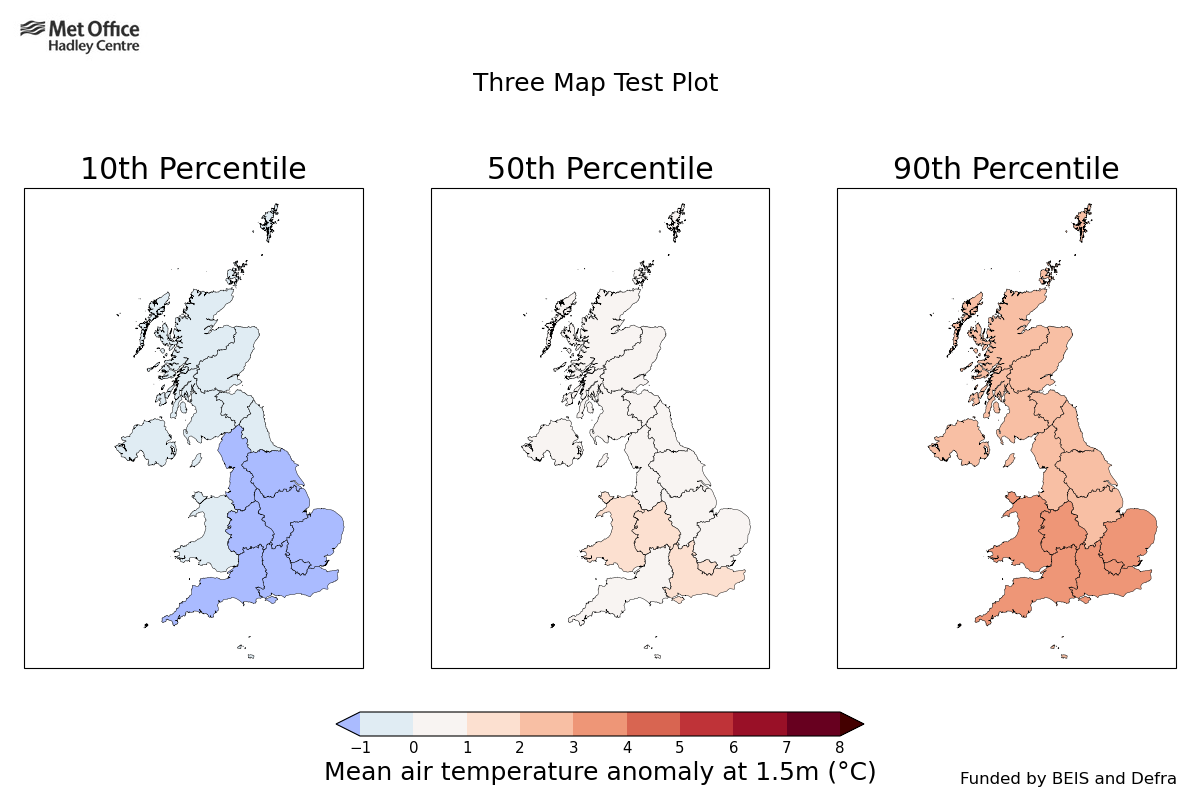 Met Office
Hadley Centre
Three Map Test Plot
10th Percentile
50th Percentile
90th Percentile
−1 0 1 2 3 4 5 6 7 8
Mean air temperature anomaly at 1.5m (°C)
Funded by BEIS and Defra